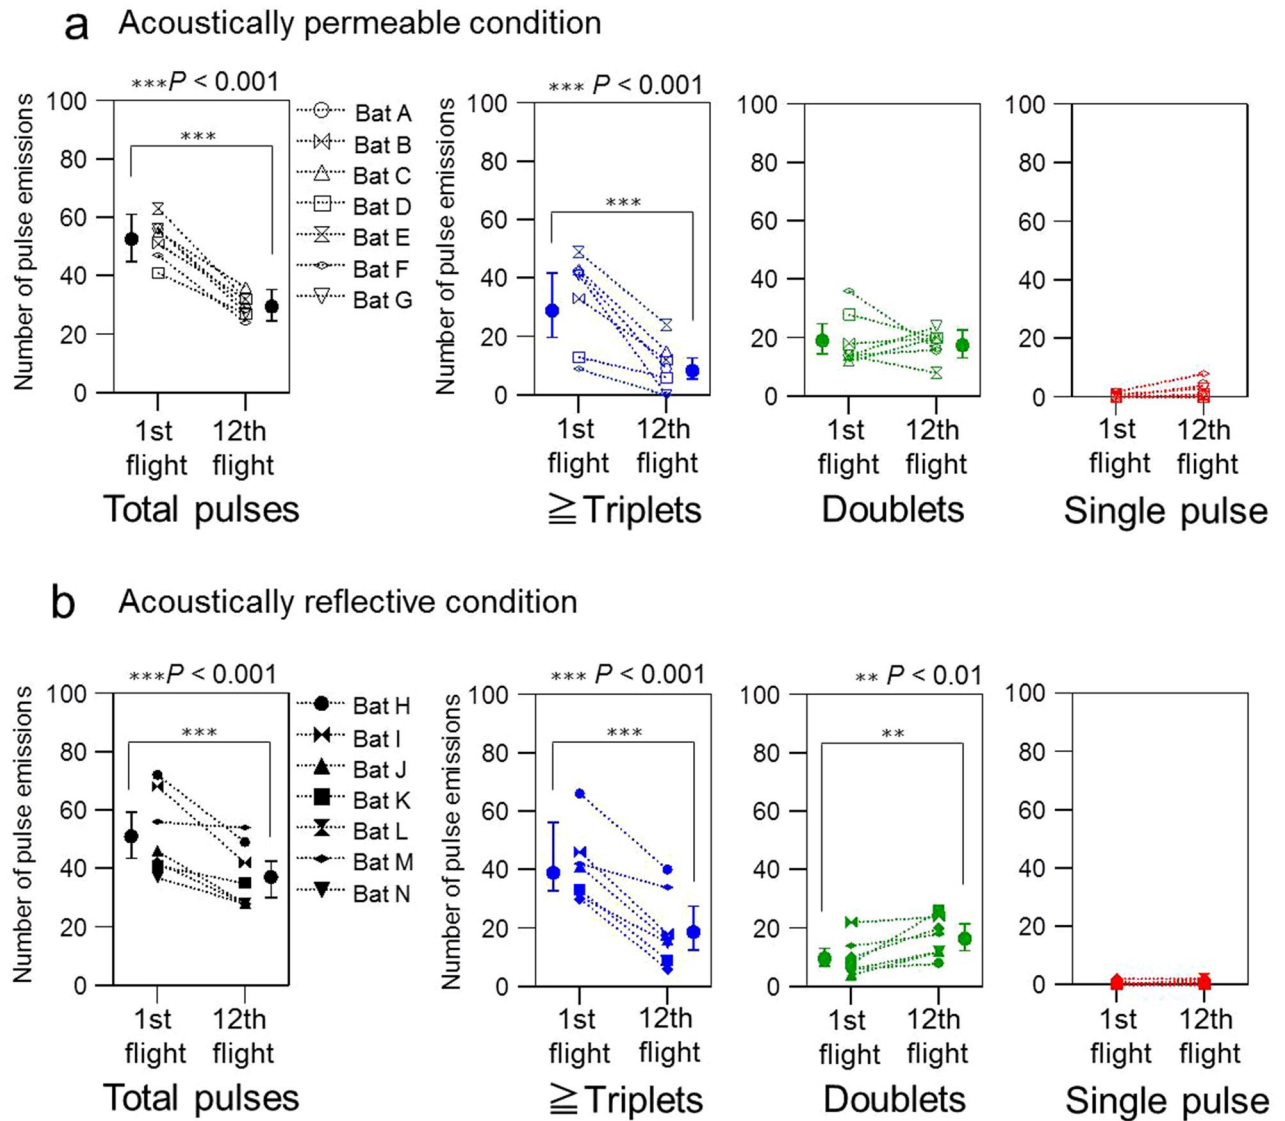 a Acoustically permeable condition
***P < 0.001
Number of pulse emissions
100
80
60
40
20
0
***
1st flight
12th flight
Total pulses
Bat A
Bat B
Bat C
Bat D
Bat E
Bat F
Bat G
*** P < 0.001
Number of pulse emissions
100
80
60
40
20
0
***
1st flight
12th flight
≧ Triplets
100
80
60
40
20
0
1st flight
12th flight
Doublets
100
80
60
40
20
0
1st flight
12th flight
Single pulse
b Acoustically reflective condition
***P < 0.001
Number of pulse emissions
100
80
60
40
20
0
***
1st flight
12th flight
Total pulses
Bat H
Bat I
Bat J
Bat K
Bat L
Bat M
Bat N
*** P < 0.001
Number of pulse emissions
100
80
60
40
20
0
***
1st flight
12th flight
≧ Triplets
** P < 0.01
100
80
60
40
20
0
**
1st flight
12th flight
Doublets
100
80
60
40
20
0
1st flight
12th flight
Single pulse